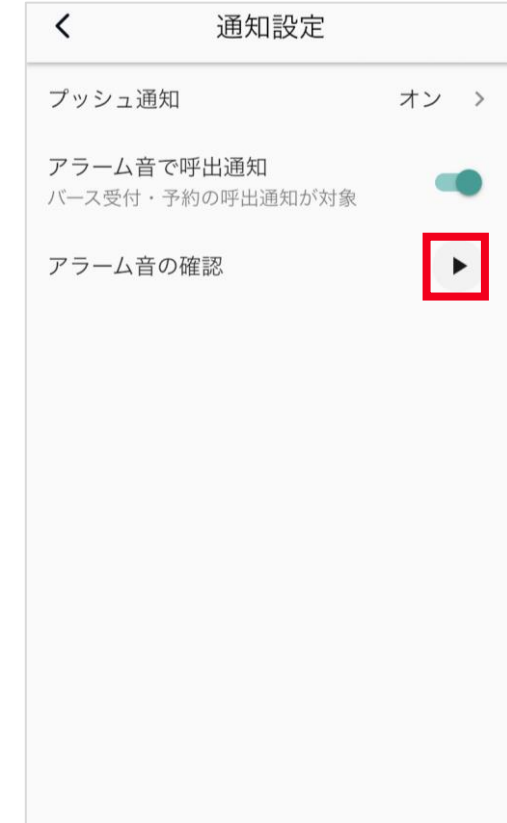 通知設定
プッシュ通知 オン
アラーム音で呼出通知
バース受付・予約の呼出通知が対象
アラーム音の確認